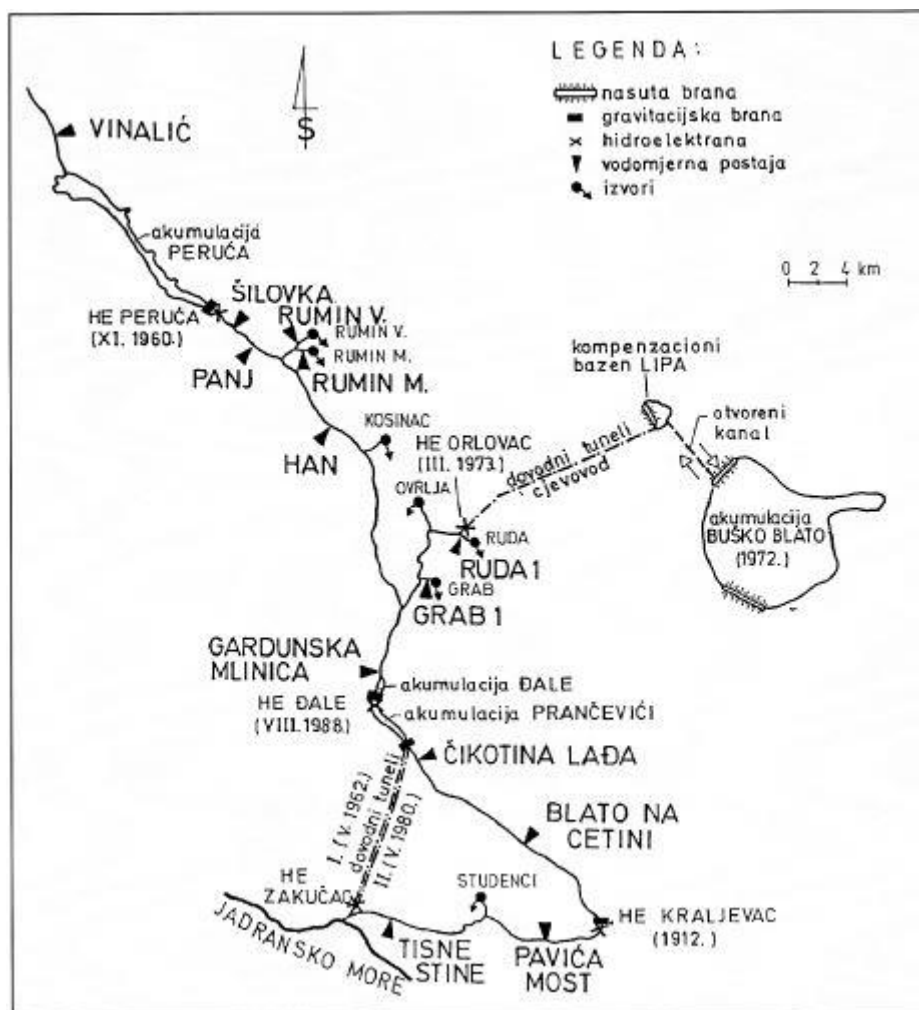 LEGENDA:
nasuta brana
gravitacijska brana
hidroelektrana
vodomjerna postaja
izvori
S
0 2 4 km
VINALIĆ
akumulacija
PERUĆA
HE PERUĆA
(XI. 1960.)
ŠILOVKA
RUMIN V.
RUMIN V.
RUMIN M.
RUMIN M.
PANJ
HAN
KOSINAC
kompenzacioni
bazen LIPA
otvoreni
kanal
HE ORLOVAC
(III. 1973.)
dovodni tuneli
cjevovod
OVRLJA
RUDA
RUDA 1
akumulacija
BUŠKO BLATO
(1972.)
GRAB
GRAB 1
GARDUNSKA
MLINICA
akumulacija ĐALE
HE ĐALE
(VIII. 1988.)
akumulacija PRANČEVIĆI
ČIKOTINA LAĐA
I. (V. 1962.)
dovodni tuneli
II. (V. 1980.)
BLATO NA
CETINI
HE
ZAKUČAC
STUDENCI
HE KRALJEVAC
(1912.)
JADRANSKO MORE
TISNE
STINE
PAVIĆA
MOST